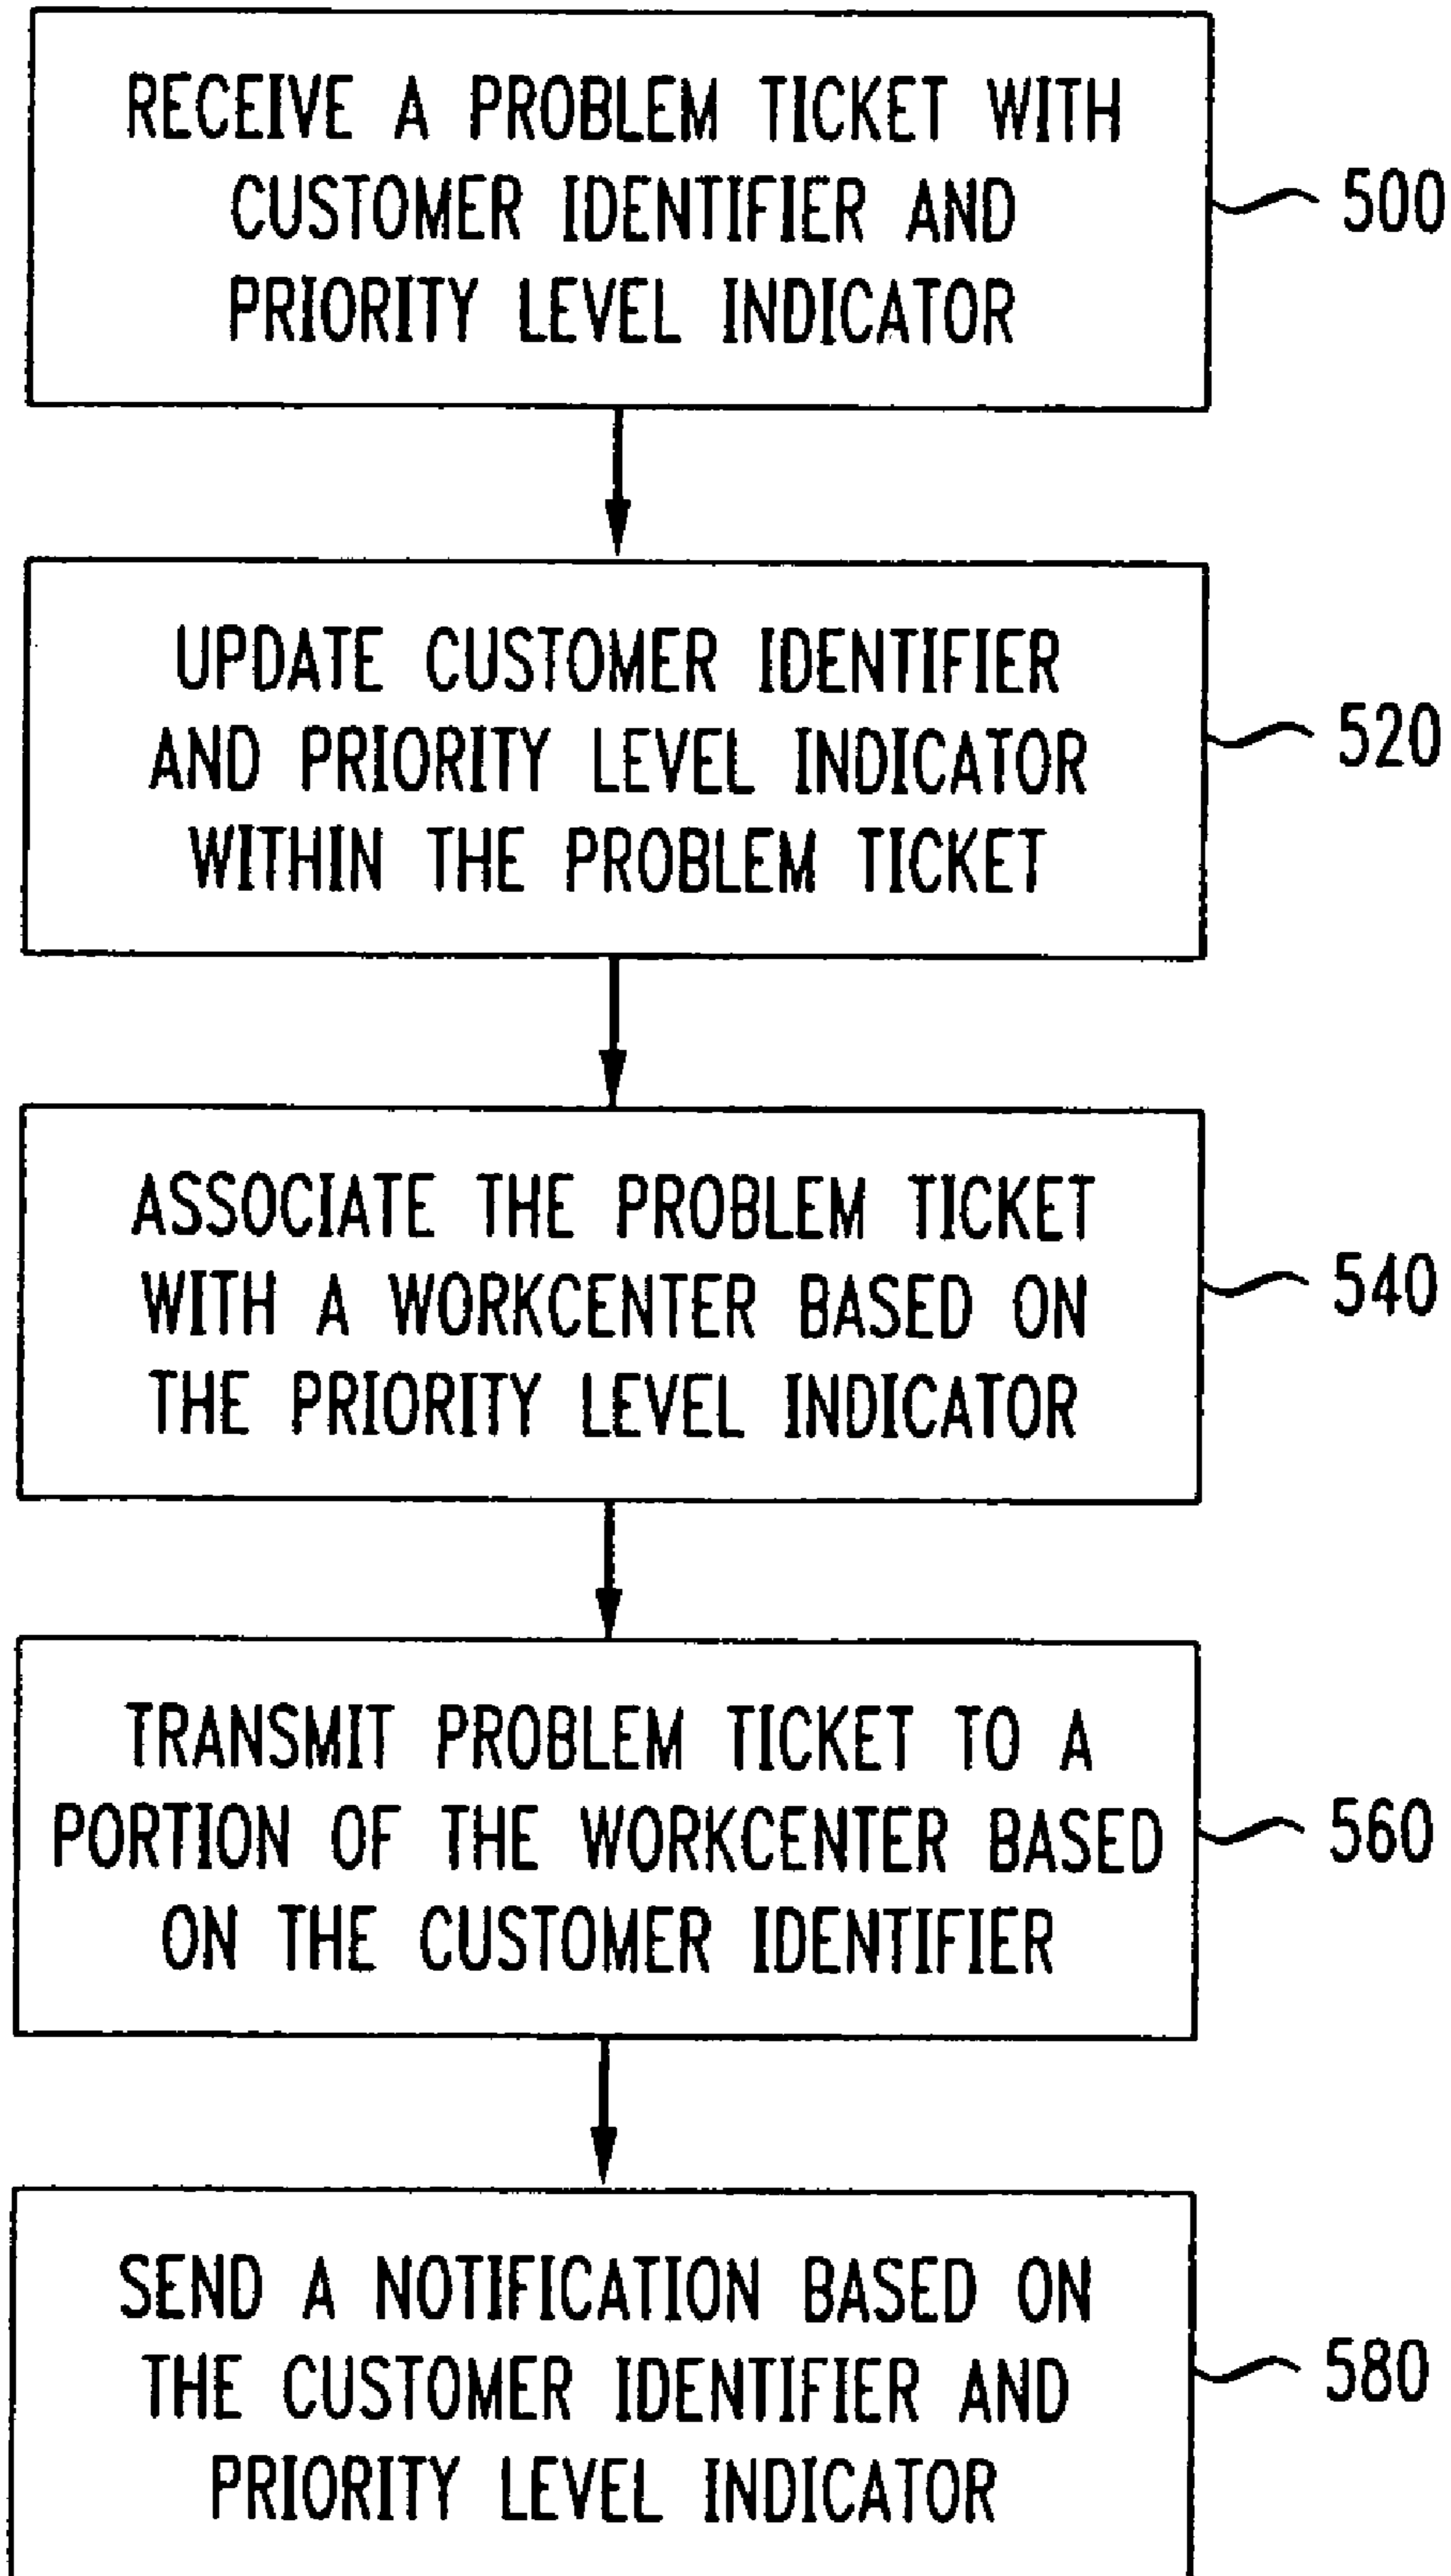 RECEIVE A PROBLEM TICKET WITH
CUSTOMER IDENTIFIER AND
PRIORITY LEVEL INDICATOR
500
UPDATE CUSTOMER IDENTIFIER
AND PRIORITY LEVEL INDICATOR
WITHIN THE PROBLEM TICKET
520
ASSOCIATE THE PROBLEM TICKET
WITH A WORKCENTER BASED ON
THE PRIORITY LEVEL INDICATOR
540
TRANSMIT PROBLEM TICKET TO A
PORTION OF THE WORKCENTER BASED
ON THE CUSTOMER IDENTIFIER
560
SEND A NOTIFICATION BASED ON
THE CUSTOMER IDENTIFIER AND
PRIORITY LEVEL INDICATOR
580